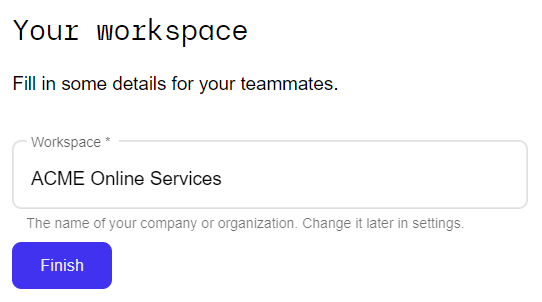 Your workspace
Fill in some details for your teammates.
Workspace *
ACME Online Services
The name of your company or organization. Change it later in settings.
Finish